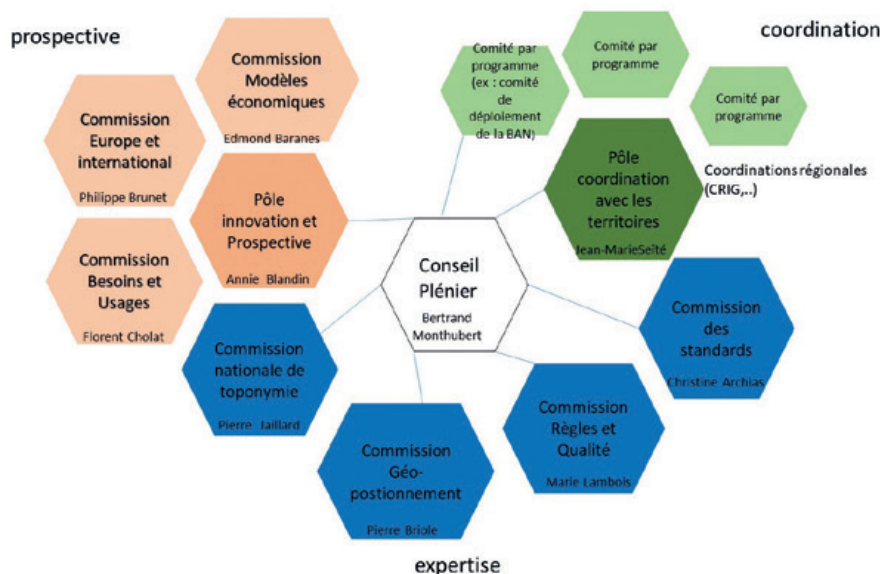 prospective
coordination
Commission
Modèles
économiques
Edmond Baranes
Commission
Europe et
international
Philippe Brunet
Pôle
innovation et
Prospective
Annie Blandin
Commission
Besoins et
Usages
Florent Cholat
Comité par
programme
(ex : comité
de
déploiement
de la BAN)
Comité par
programme
Comité par
programme
Pôle
coordination
avec les
territoires
Jean-MarieSeïté
Coordinations régionales
(CRIG,..)
Conseil
Plénier
Bertrand
Monthubert
Commission
des
standards
Christine Archias
Commission
nationale de
toponymie
Pierre Jaillard
Commission
Géo-
postionnement
Pierre Briole
Commission
Règles et
Qualité
Marie Lambois
expertise